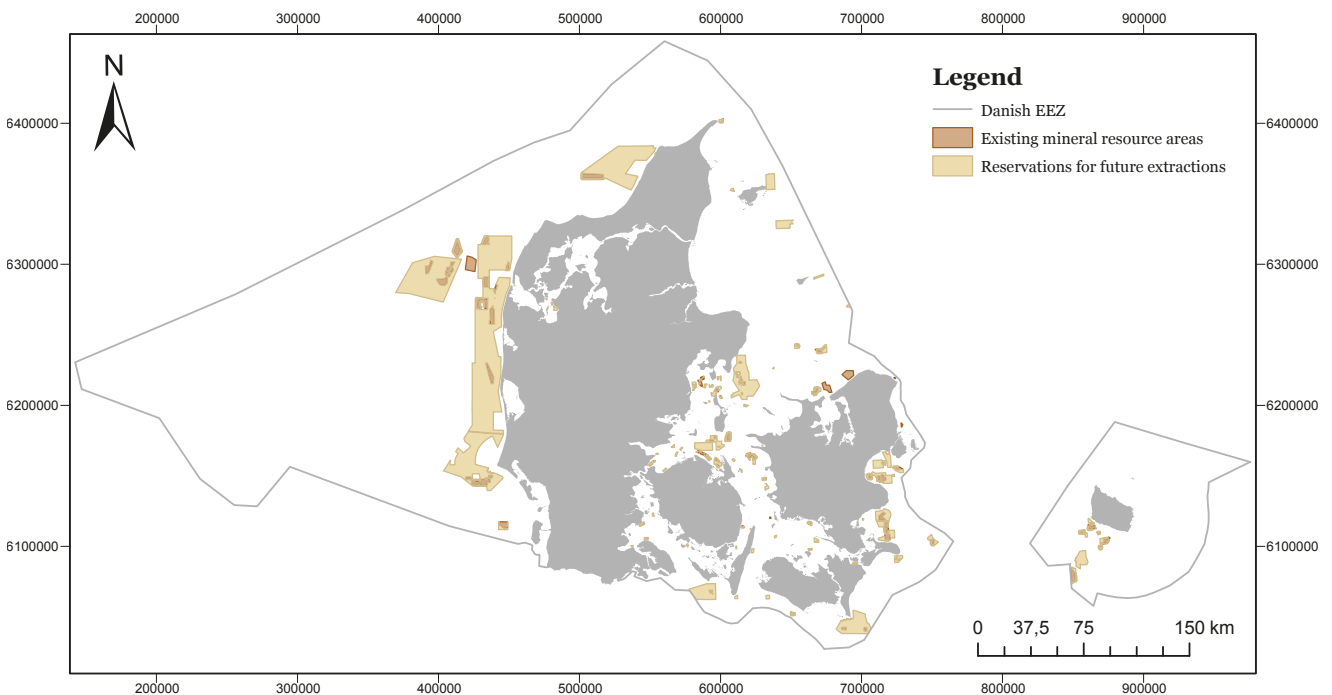 200000 300000 400000 500000 600000 700000 800000 900000
N
Legend
Danish EEZ
Existing mineral resource areas
Reservations for future extractions
6400000 6400000
6300000 6300000
6200000 6200000
6100000 6100000
0 37,5 75 150 km
200000 300000 400000 500000 600000 700000 800000 900000